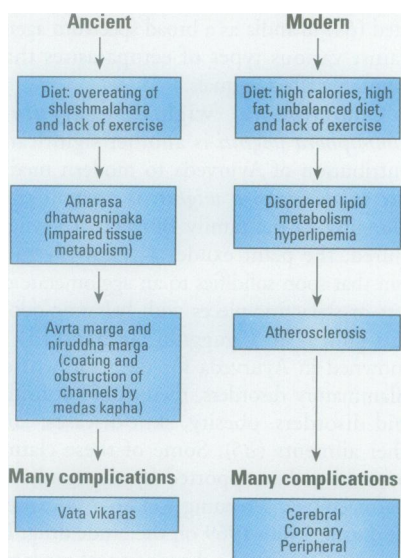 Ancient
Diet: overeating of
shleshmalahara
and lack of exercise
Amarasa
dhatwagnipaka
(impaired tissue
metabolism)
Avrta marga and
niruddha marga
(coating and
obstruction of
channels by
medas kapha)
Many complications
Vata vikaras
Modern
Diet: high calories, high
fat, unbalanced diet,
and lack of exercise
Disordered lipid
metabolism
hyperlipemia
Atherosclerosis
Many complications
Cerebral
Coronary
Peripheral